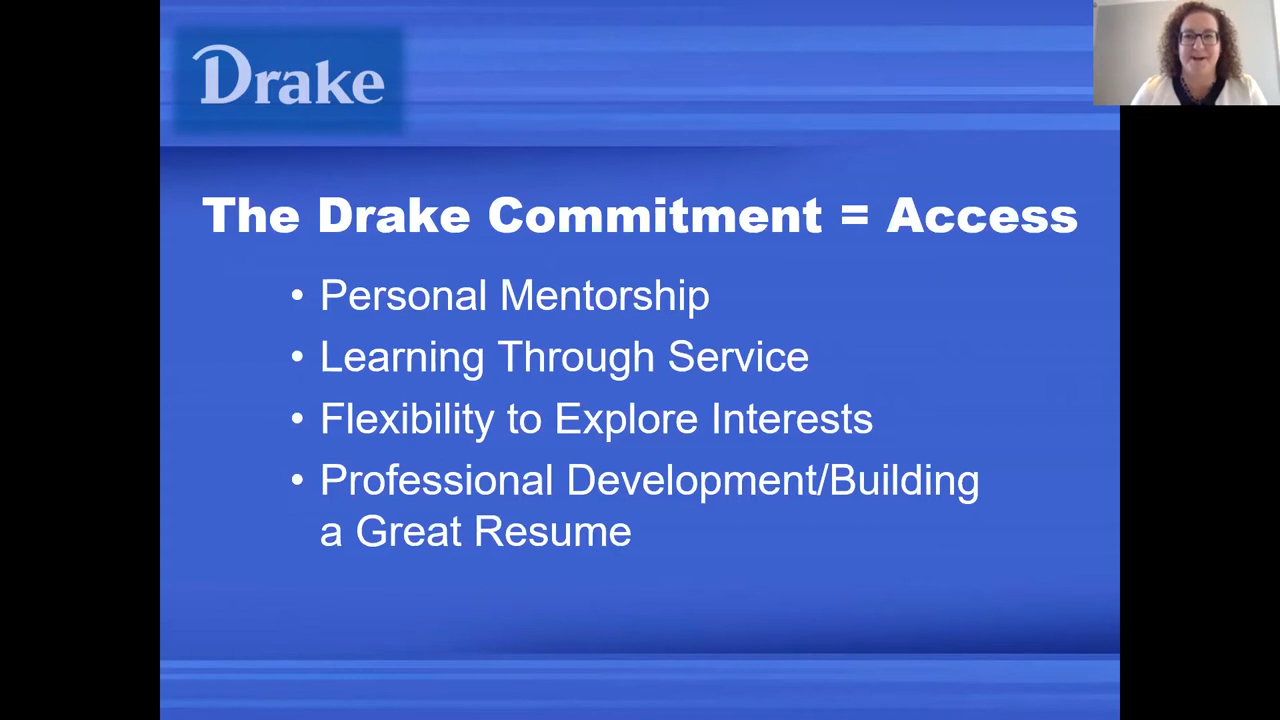 Drake
The Drake Commitment = Access
• Personal Mentorship
• Learning Through Service
• Flexibility to Explore Interests
• Professional Development/Building
a Great Resume